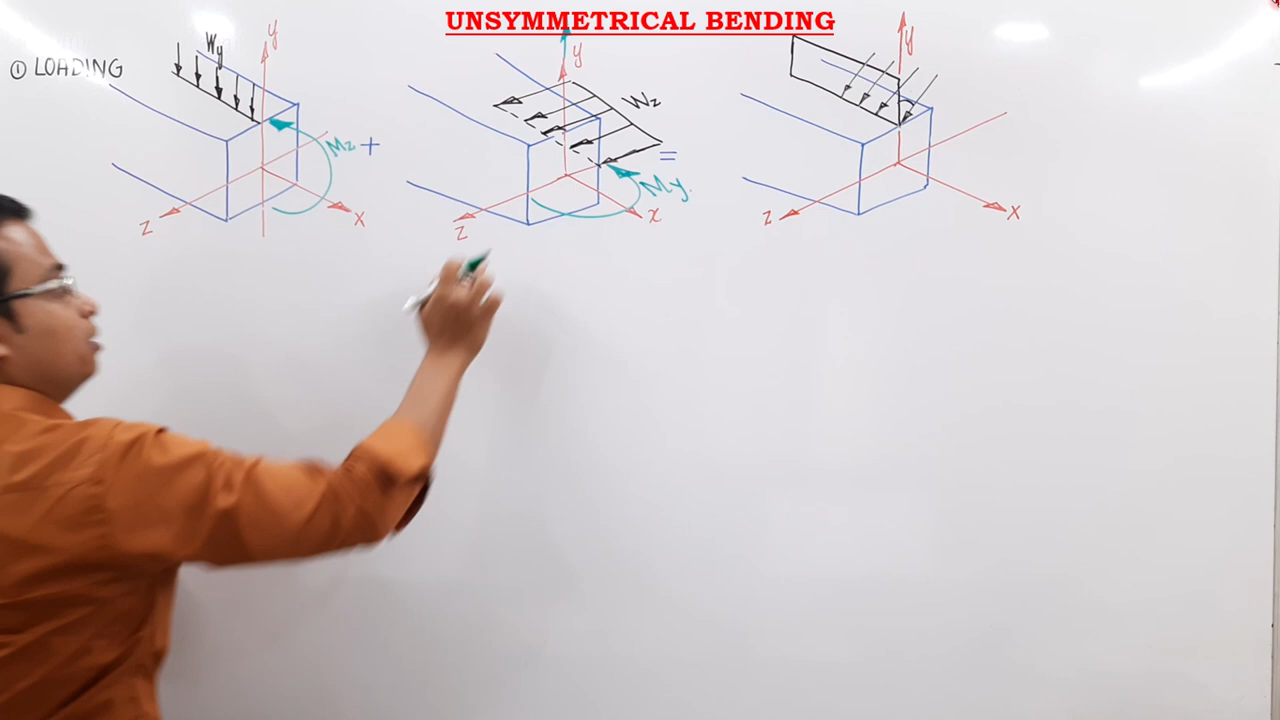 UNSYMMETRICAL BENDING
① LOADING
Wy
y
Mz
+
z
x
y
Wz
=
My
z
x
y
z
x